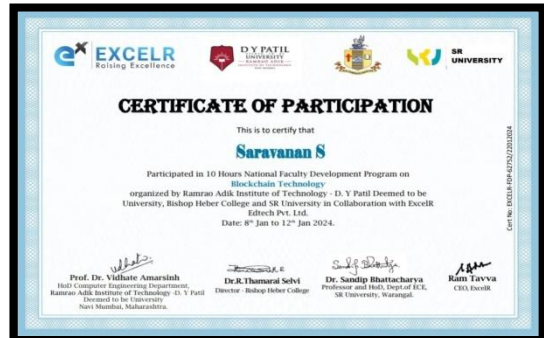 EXCELR
Raising Excellence
D Y PATIL
UNIVERSITY
RAMRAO ADIK
SR
UNIVERSITY
CERTIFICATE OF PARTICIPATION
This is to certify that
Saravanan S
Participated in 10 Hours National Faculty Development Program on
Blockchain Technology
organized by Ramrao Adik Institute of Technology - D. Y Patil Deemed to be
University, Bishop Heber College and SR University in Collaboration with ExcelR
Edtech Pvt. Ltd.
Date: 8th Jan to 12th Jan 2024.
Cert No: EXCELR-FDP-62752/22012024
Prof. Dr. Vidhate Amarsinh
HoD Computer Engineering Department,
Ramrao Adik Institute of Technology -D. Y Patil
Deemed to be University
Navi Mumbai, Maharashtra.
Dr.R.Thamarai Selvi
Director - Bishop Heber College
Dr. Sandip Bhattacharya
Professor and HoD, Dept.of ECE,
SR University, Warangal.
Ram Tavva
CEO, ExcelR